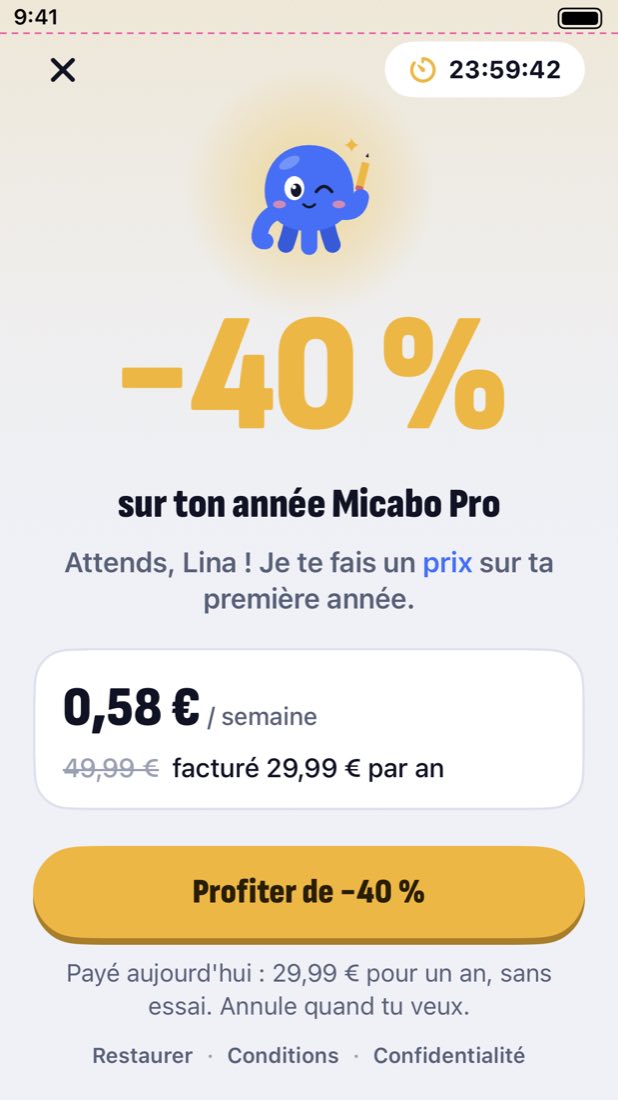 9:41
23:59:42
−40 %
sur ton année Micabo Pro
Attends, Lina ! Je te fais un prix sur ta
première année.
0,58 € / semaine
49,99 € facturé 29,99 € par an
Profiter de −40 %
Payé aujourd'hui : 29,99 € pour un an, sans
essai. Annule quand tu veux.
Restaurer · Conditions · Confidentialité